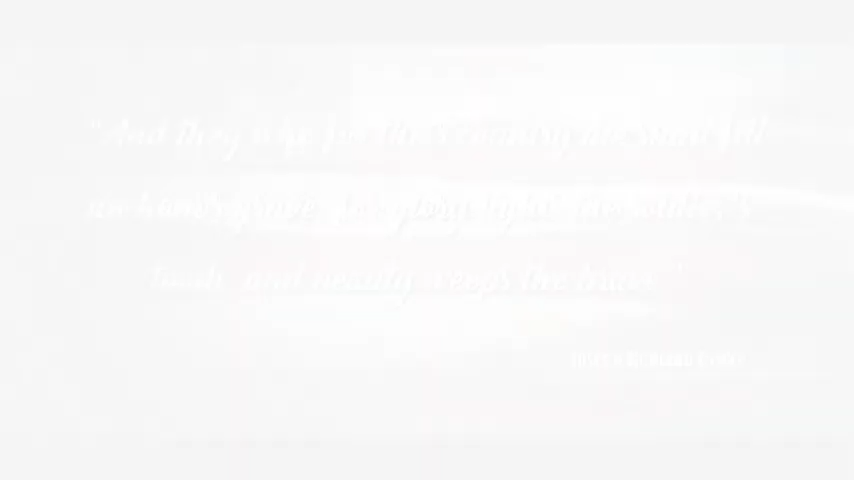 "And they who for their country die shall fill
an grave, for glory lights the soldier's
tomb, and beauty weeps the brave."